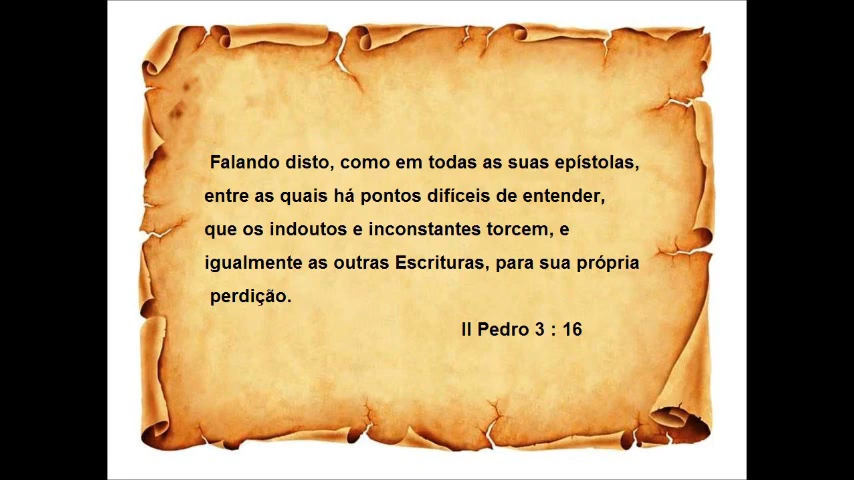 Falando disto, como em todas as suas epístolas,
entre as quais há pontos difíceis de entender,
que os indoutos e inconstantes torcem, e
igualmente as outras Escrituras, para sua própria
perdição.
II Pedro 3 : 16